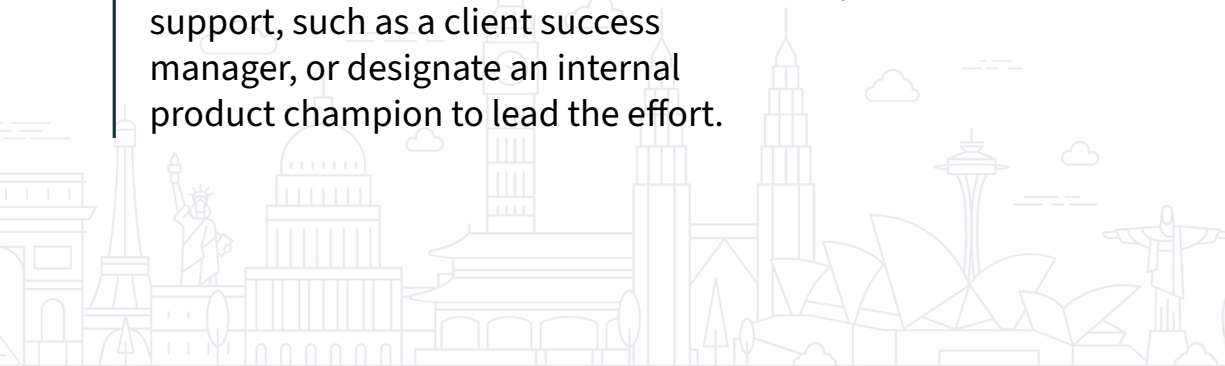 support, such as a client success
manager, or designate an internal
product champion to lead the effort.